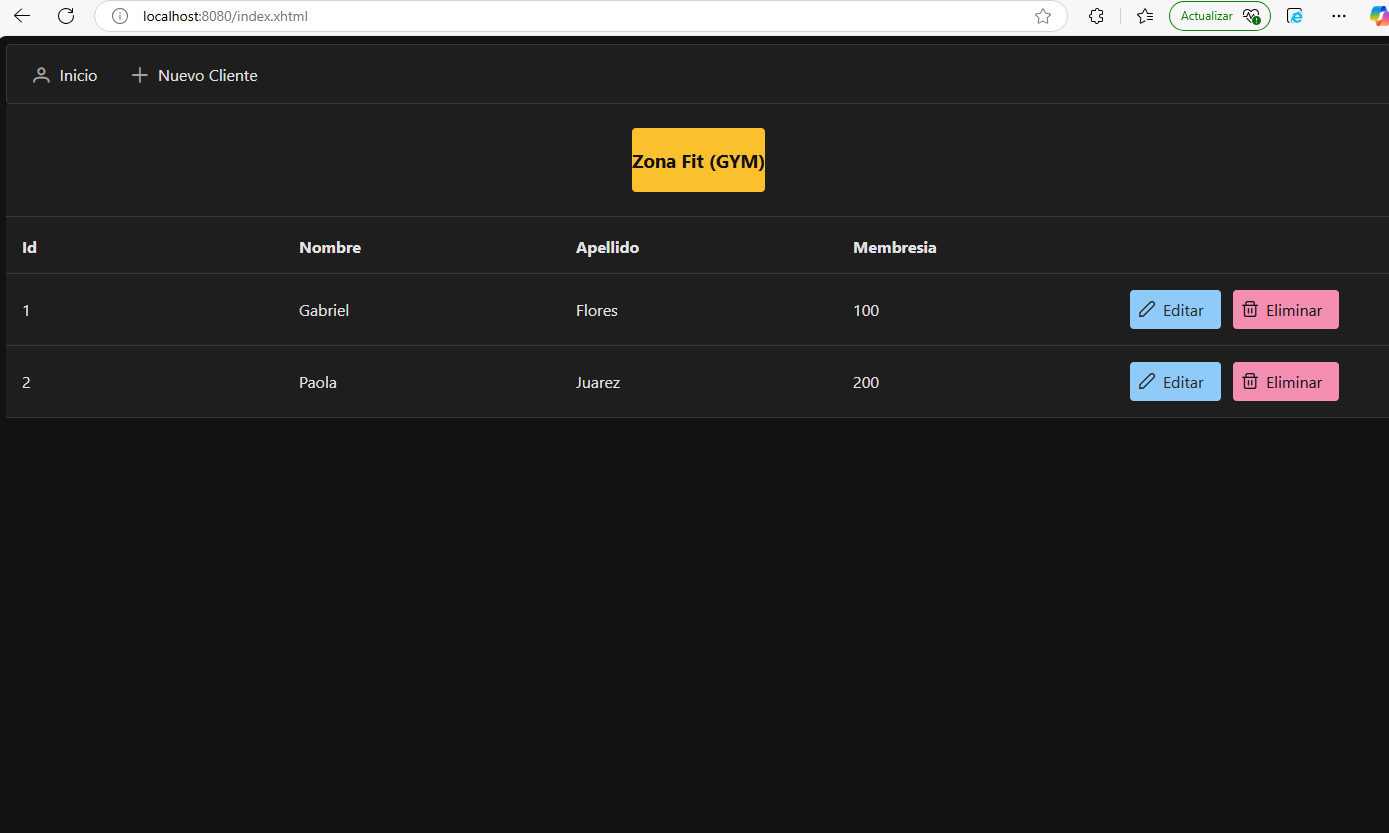 localhost:8080/index.xhtml
Actualizar
Inicio
Nuevo Cliente
Zona Fit (GYM)
Id Nombre Apellido Membresia
1 Gabriel Flores 100 Editar Eliminar
2 Paola Juarez 200 Editar Eliminar